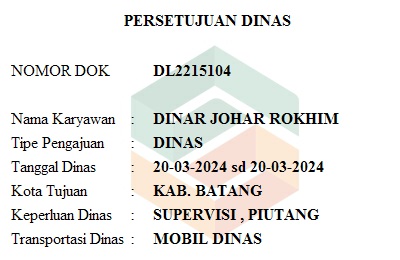 PERSETUJUAN DINAS
NOMOR DOK DL2215104
Nama Karyawan : DINAR JOHAR ROKHIM
Tipe Pengajuan : DINAS
Tanggal Dinas : 20-03-2024 sd 20-03-2024
Kota Tujuan : KAB. BATANG
Keperluan Dinas : SUPERVISI , PIUTANG
Transportasi Dinas : MOBIL DINAS